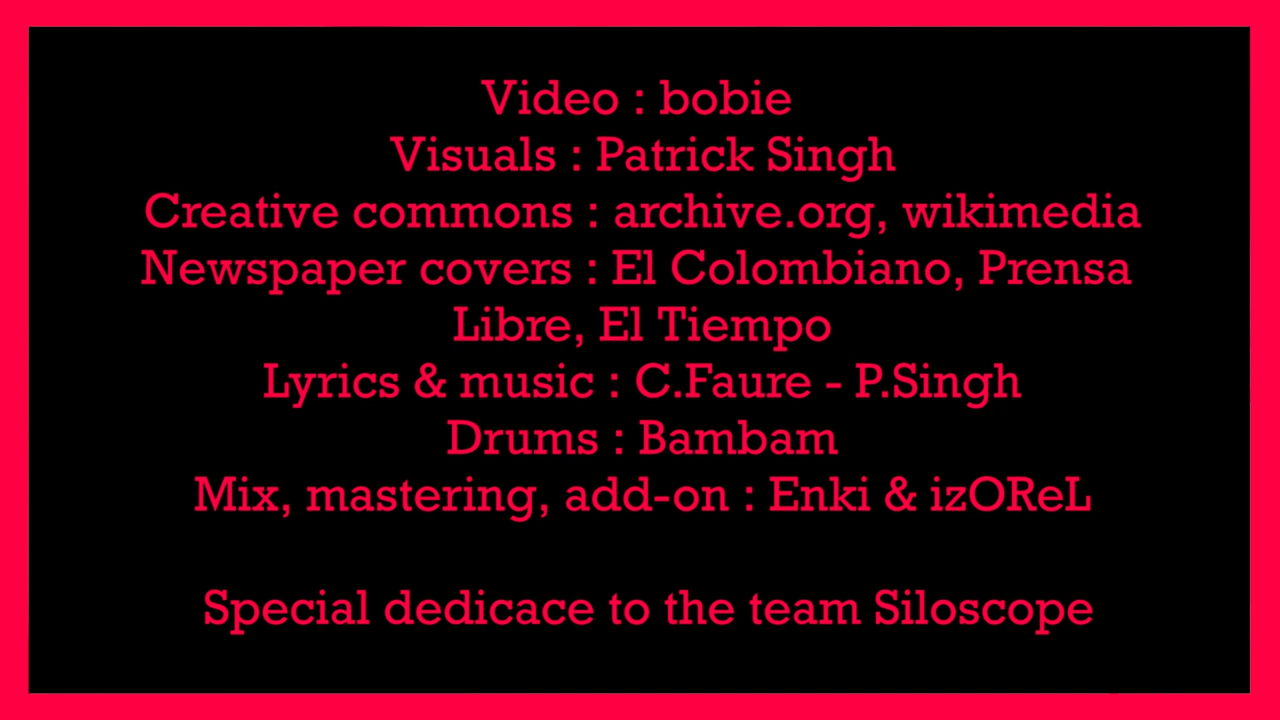 Video : bobie
Visuals : Patrick Singh
Creative commons : archive.org, wikimedia
Newspaper covers : El Colombiano, Prensa
Libre, El Tiempo
Lyrics & music : C.Faure - P.Singh
Drums : Bambam
Mix, mastering, add-on : Enki & izOReL
Special dedicace to the team Siloscope